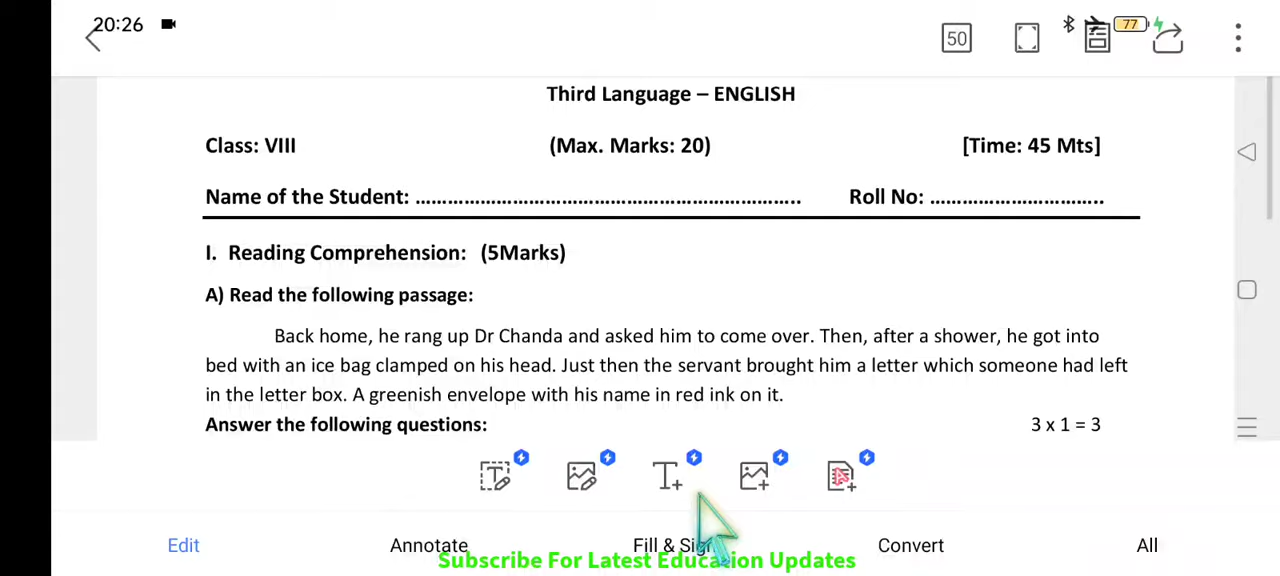 20:26
50
77
Third Language – ENGLISH
Class: VIII (Max. Marks: 20) [Time: 45 Mts]
Name of the Student: ……………………………………………………………….. Roll No: ……………………………..
I. Reading Comprehension: (5Marks)
A) Read the following passage:
Back home, he rang up Dr Chanda and asked him to come over. Then, after a shower, he got into
bed with an ice bag clamped on his head. Just then the servant brought him a letter which someone had left
in the letter box. A greenish envelope with his name in red ink on it.
Answer the following questions: 3 x 1 = 3
Edit Annotate Fill & Sign Convert All
Subscribe For Latest Education Updates